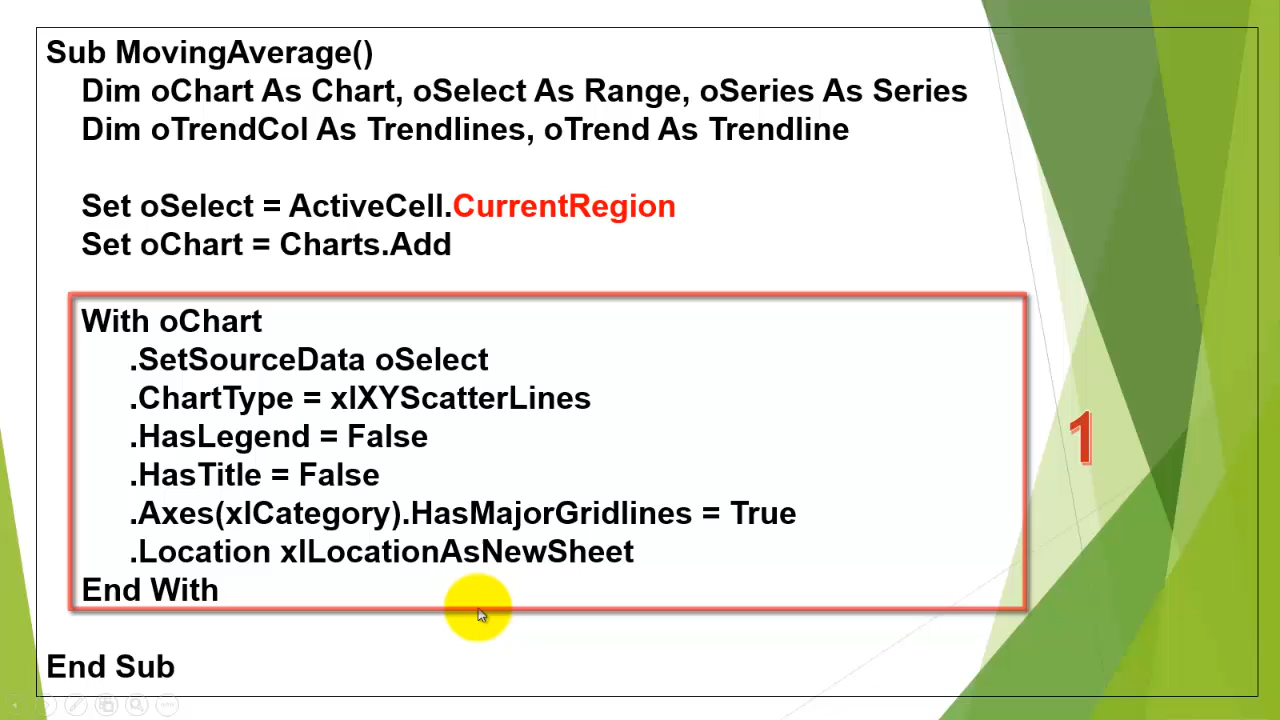 Sub MovingAverage()
Dim oChart As Chart, oSelect As Range, oSeries As Series
Dim oTrendCol As Trendlines, oTrend As Trendline
Set oSelect = ActiveCell.CurrentRegion
Set oChart = Charts.Add
With oChart
.SetSourceData oSelect
.ChartType = xlXYScatterLines
.HasLegend = False
.HasTitle = False
.Axes(xlCategory).HasMajorGridlines = True
.Location xlLocationAsNewSheet
End With
1
End Sub